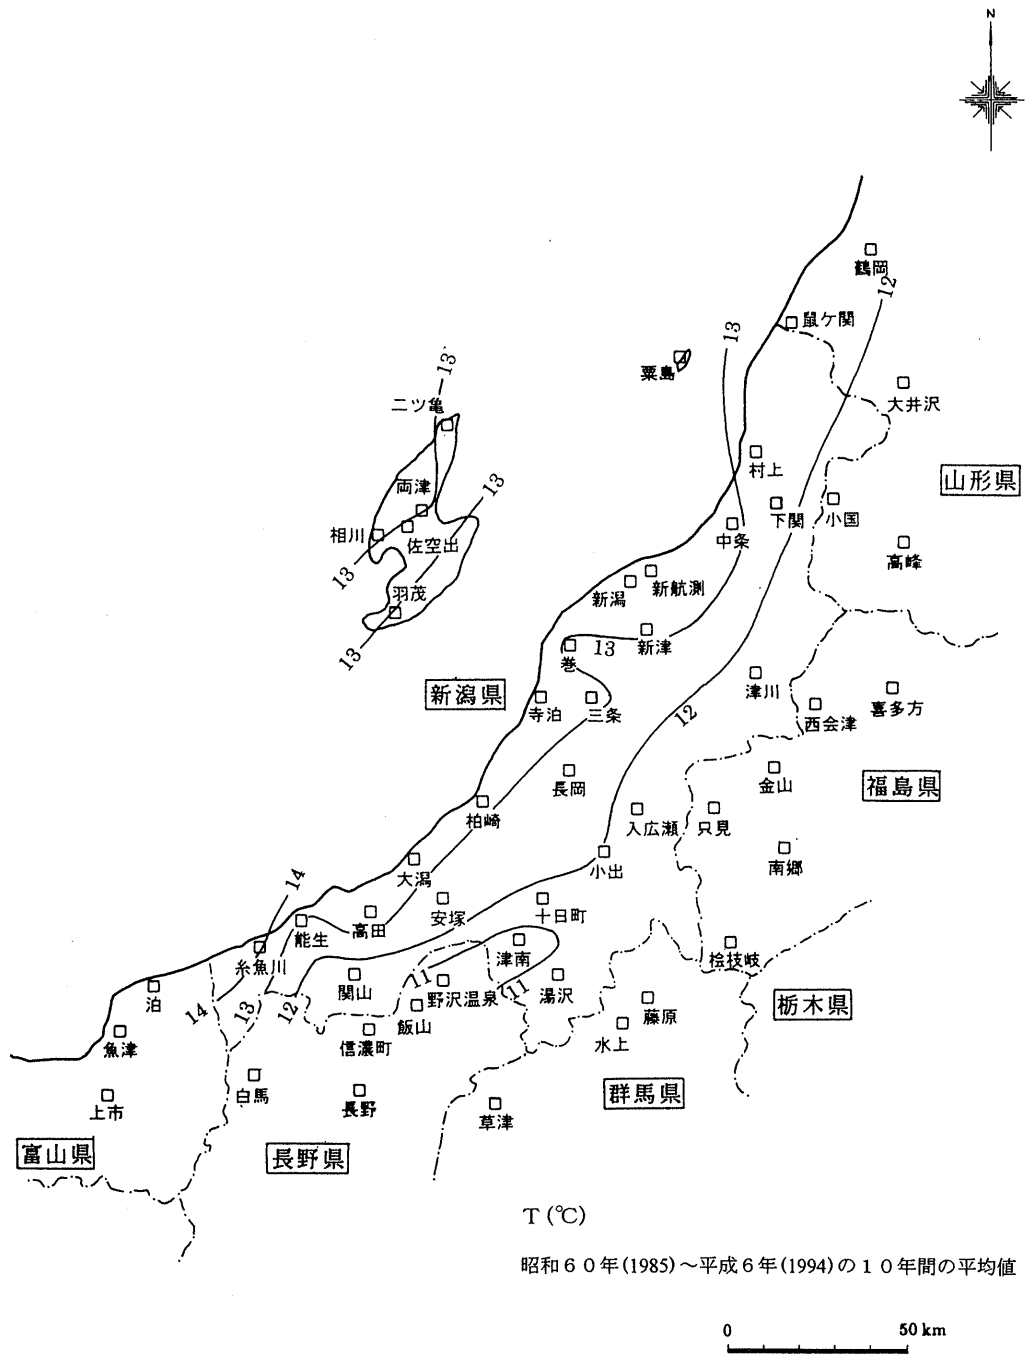 N
鶴岡
12
鼠ケ関
13
粟島
13
二ツ亀
大井沢
村上
山形県
13
両津
下関
小国
相川
佐空出
中条
高峰
13
羽茂
新潟
新航測
13
巻
13
新津
新潟県
津川
寺泊
三条
西会津
喜多方
12
金山
福島県
長岡
柏崎
入広瀬
只見
南郷
小出
大潟
14
安塚
十日町
高田
能生
糸魚川
津南
桧枝岐
泊
関山
11
野沢温泉
11
湯沢
14
13
12
飯山
藤原
栃木県
魚津
信濃町
水上
白馬
長野
群馬県
上市
草津
富山県
長野県
T(℃)
昭和60年(1985)～平成6年(1994)の10年間の平均値
0 50 km